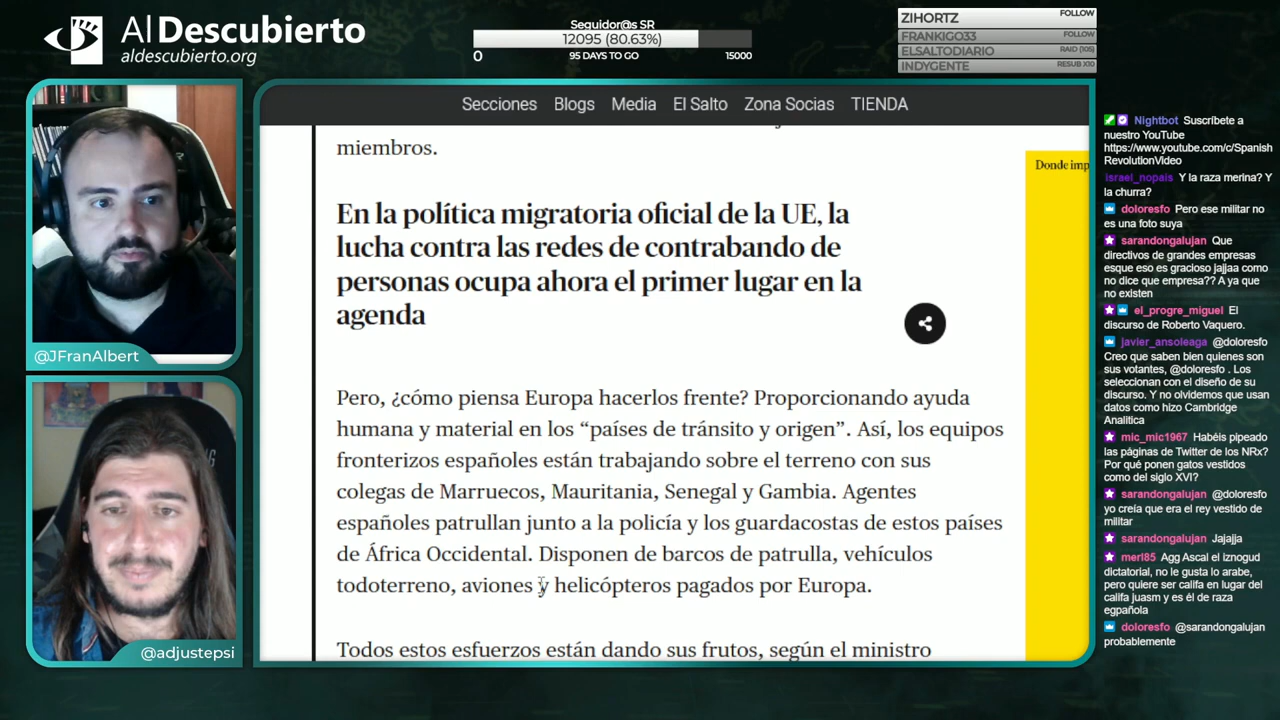 Al Descubierto
aldescubierto.org
Seguidor@s SR
12095 (80.63%)
0
95 DAYS TO GO
15000
ZIHORTZ FOLLOW
FRANKIGO33 FOLLOW
ELSALTODIARIO RAID (105)
INDYGENTE RESUB X10
Secciones Blogs Media El Salto Zona Socias TIENDA
miembros.
Donde imp
En la política migratoria oficial de la UE, la
lucha contra las redes de contrabando de
personas ocupa ahora el primer lugar en la
agenda
Pero, ¿cómo piensa Europa hacerlos frente? Proporcionando ayuda
humana y material en los “países de tránsito y origen”. Así, los equipos
fronterizos españoles están trabajando sobre el terreno con sus
colegas de Marruecos, Mauritania, Senegal y Gambia. Agentes
españoles patrullan junto a la policía y los guardacostas de estos países
de África Occidental. Disponen de barcos de patrulla, vehículos
todoterreno, aviones y helicópteros pagados por Europa.
Todos estos esfuerzos están dando sus frutos, según el ministro
@JFranAlbert
@adjustepsi
Nightbot Suscríbete a
nuestro YouTube
https://www.youtube.com/c/Spanish
RevolutionVideo
israel_nopais Y la raza merina? Y
la churra?
doloresfo Pero ese militar no
es una foto suya
sarandongalujan Que
directivos de grandes empresas
esque eso es gracioso jajjaa como
no dice que empresa?? A ya que
no existen
el_progre_miguel El
discurso de Roberto Vaquero.
javier_ansoleaga @doloresfo
Creo que saben bien quienes son
sus votantes, @doloresfo . Los
seleccionan con el diseño de su
discurso. Y no olvidemos que usan
datos como hizo Cambridge
Analitica
mic_mic1967 Habéis pipeado
las páginas de Twitter de los NRx?
Por qué ponen gatos vestidos
como del siglo XVI?
sarandongalujan @doloresfo
yo creía que era el rey vestido de
militar
sarandongalujan Jajajja
merl85 Agg Ascal el iznogud
dictatorial, no le gusta lo arabe,
pero quiere ser califa en lugar del
califa juasm y es él de raza
egpañola
doloresfo @sarandongalujan
probablemente